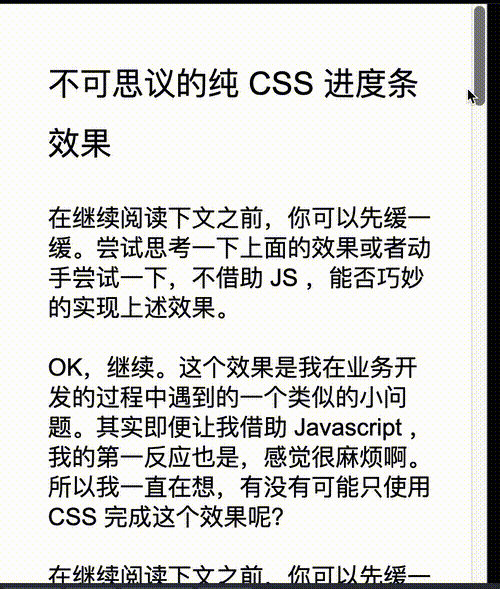 不可思议的纯 CSS 进度条
效果
在继续阅读下文之前，你可以先缓一
缓。尝试思考一下上面的效果或者动
手尝试一下，不借助 JS ，能否巧妙
的实现上述效果。
OK，继续。这个效果是我在业务开
发的过程中遇到的一个类似的小问
题。其实即便让我借助 Javascript ，
我的第一反应也是，感觉很麻烦啊。
所以我一直在想，有没有可能只使用
CSS 完成这个效果呢？
在继续阅读下文之前，你可以先缓一